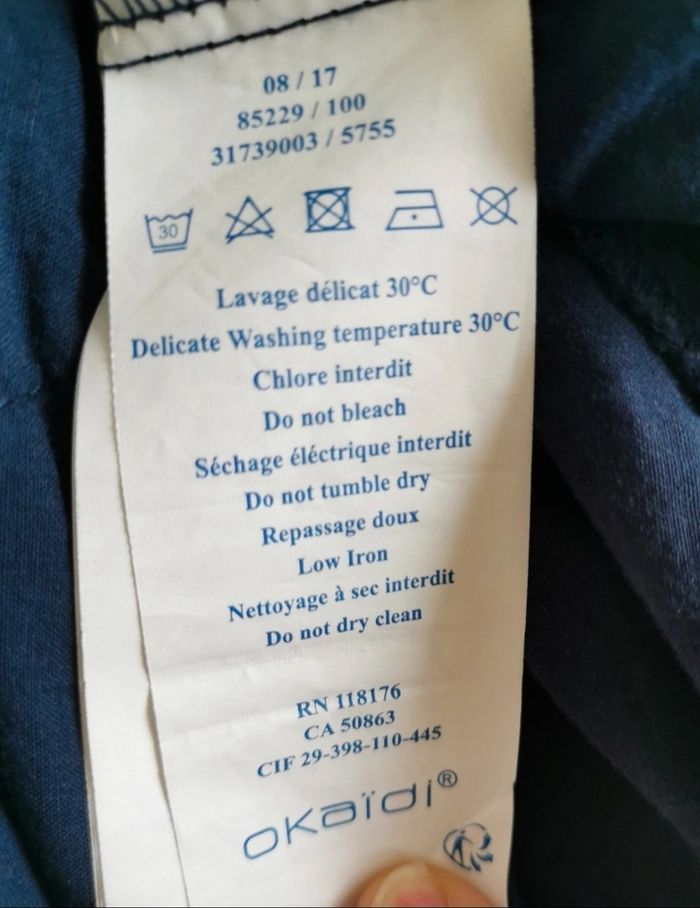 08 / 17
85229 / 100
31739003 / 5755
30
Lavage délicat 30°C
Delicate Washing temperature 30°C
Chlore interdit
Do not bleach
Séchage éléctrique interdit
Do not tumble dry
Repassage doux
Low Iron
Nettoyage à sec interdit
Do not dry clean
RN 118176
CA 50863
CIF 29-398-110-445
okaïdi®